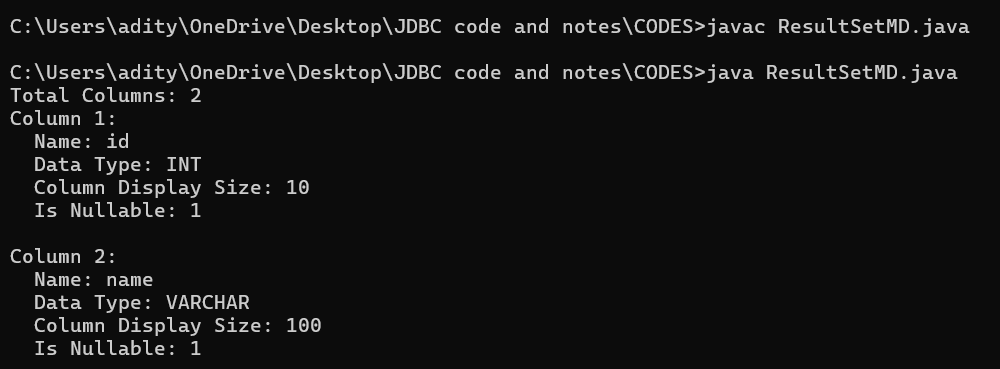 C:\Users\adity\OneDrive\Desktop\JDBC code and notes\CODES>javac ResultSetMD.java
C:\Users\adity\OneDrive\Desktop\JDBC code and notes\CODES>java ResultSetMD.java
Total Columns: 2
Column 1:
  Name: id
  Data Type: INT
  Column Display Size: 10
  Is Nullable: 1
Column 2:
  Name: name
  Data Type: VARCHAR
  Column Display Size: 100
  Is Nullable: 1